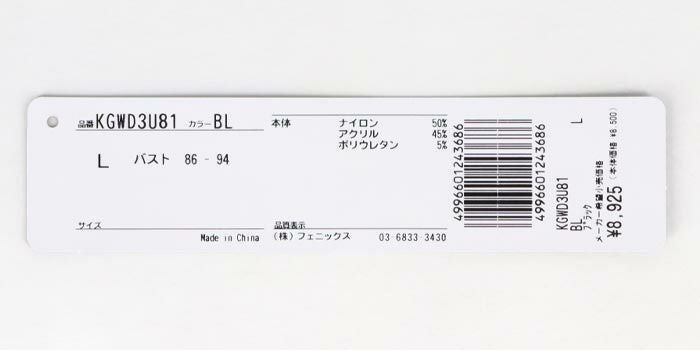 品番 KGWD3U81 カラー BL
L バスト 86 - 94
サイズ
Made in China
本体 ナイロン 50%
アクリル 45%
ポリウレタン 5%
品質表示
(株) フェニックス 03-6833-3430
4996601243686
4996601243686
KGWD3U81 L
BL
ブラック
メーカー希望小売価格
¥8,925 (本体価格 ¥8,500)